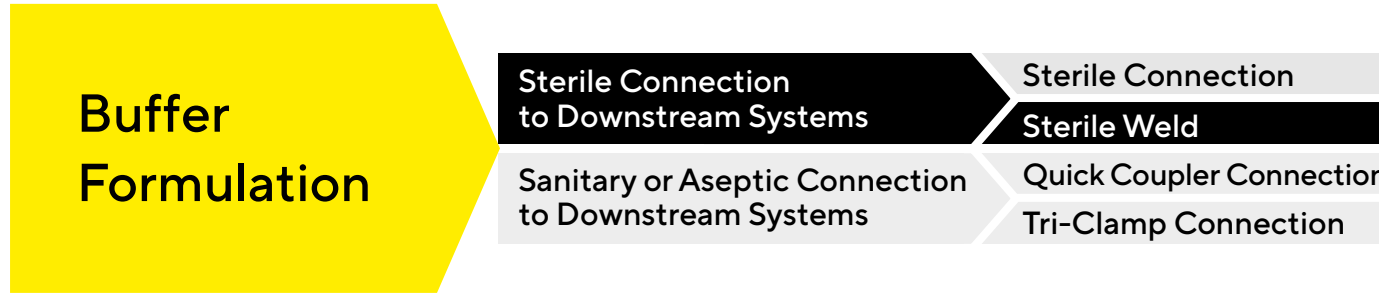 Buffer
Formulation
Sterile Connection
to Downstream Systems
Sanitary or Aseptic Connection
to Downstream Systems
Sterile Connection
Sterile Weld
Quick Coupler Connection
Tri-Clamp Connection